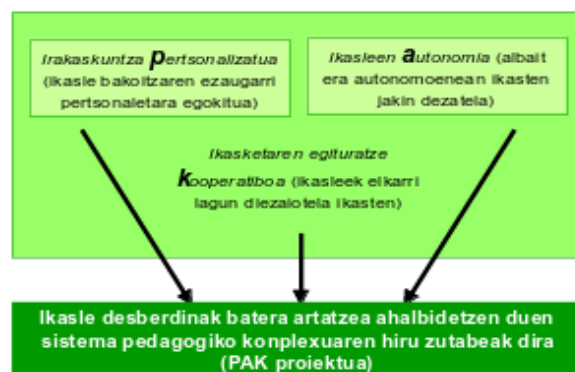 Irakaskuntza Pertsonalizatua
(ikasle bakoitzaren ezaugarri
pertsonaletara egokitua)
Ikasleen autonomia (albait
era autonomoenean ikasten
jakin dezatela)
Ikasketaren egituratze
kooperatiboa (ikasleek elkarri
lagun diezaiotela ikasten)
Ikasle desberdinak batera artatzea ahalbidetzen duen
sistema pedagogiko konplexuaren hiru zutabeak dira
(PAK proiektua)